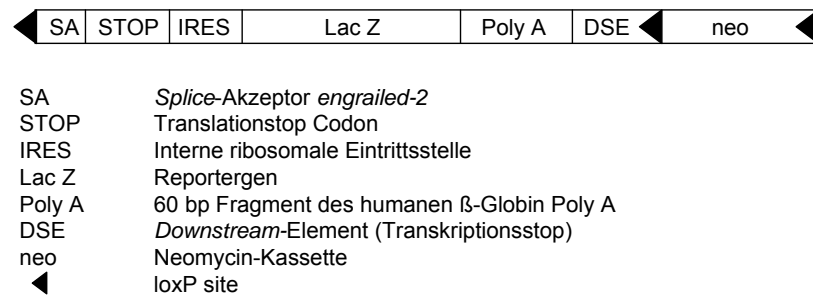 SA STOP IRES Lac Z Poly A DSE neo
SA Splice-Akzeptor engrailed-2
STOP Translationstop Codon
IRES Interne ribosomale Eintrittsstelle
Lac Z Reportergen
Poly A 60 bp Fragment des humanen ß-Globin Poly A
DSE Downstream-Element (Transkriptionsstop)
neo Neomycin-Kassette
loxP site